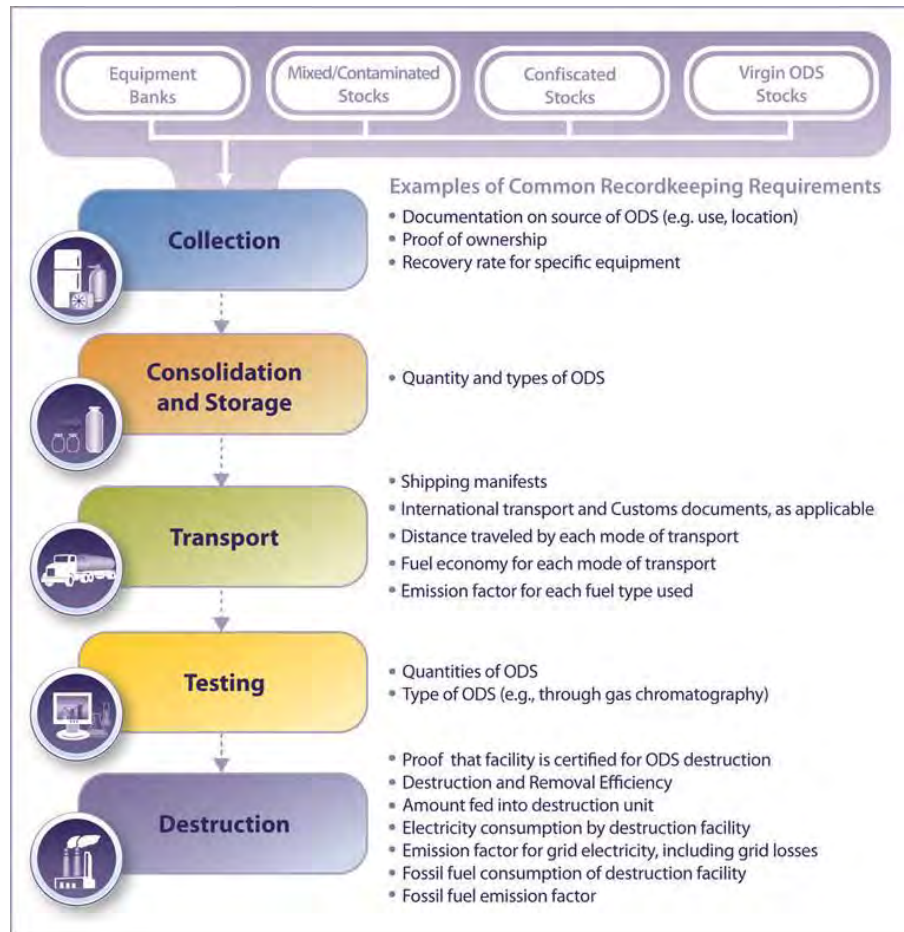 Equipment
Banks
Mixed/Contaminated
Stocks
Confiscated
Stocks
Virgin ODS
Stocks
Examples of Common Recordkeeping Requirements
Collection
• Documentation on source of ODS (e.g. use, location)
• Proof of ownership
• Recovery rate for specific equipment
Consolidation
and Storage
• Quantity and types of ODS
Transport
• Shipping manifests
• International transport and Customs documents, as applicable
• Distance traveled by each mode of transport
• Fuel economy for each mode of transport
• Emission factor for each fuel type used
Testing
• Quantities of ODS
• Type of ODS (e.g., through gas chromatography)
Destruction
• Proof that facility is certified for ODS destruction
• Destruction and Removal Efficiency
• Amount fed into destruction unit
• Electricity consumption by destruction facility
• Emission factor for grid electricity, including grid losses
• Fossil fuel consumption of destruction facility
• Fossil fuel emission factor